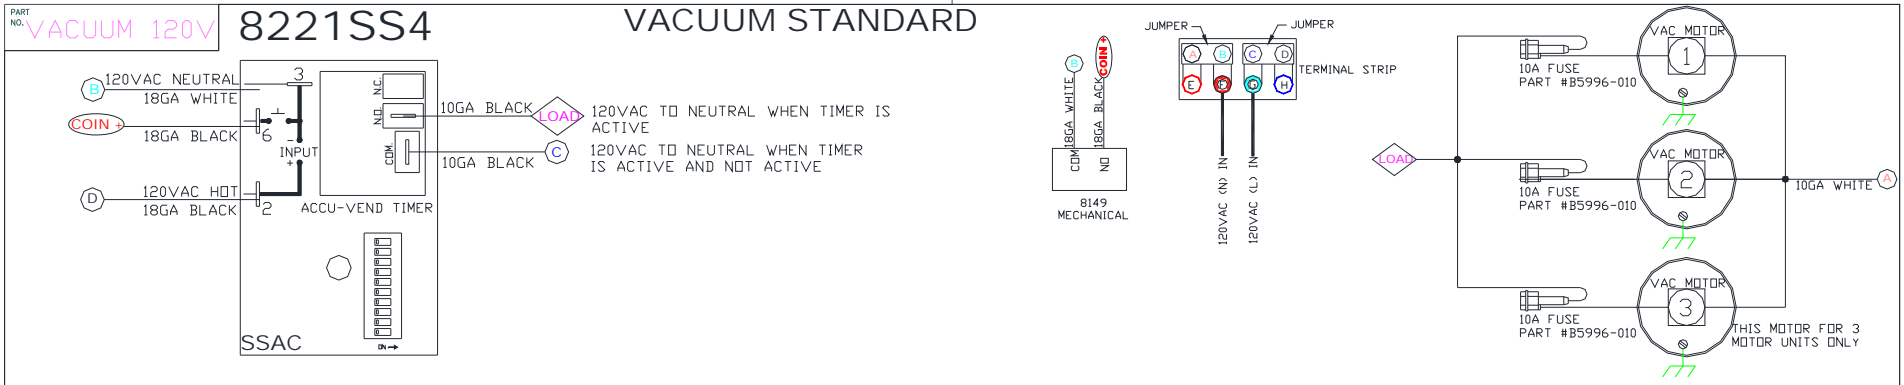 PART
NO.
VACUUM 120V
8221SS4
VACUUM STANDARD
B
120VAC NEUTRAL
18GA WHITE
COIN +
18GA BLACK
D
120VAC HOT
18GA BLACK
3
6
-
INPUT
+
2
N.C.
N.O.
COM.
ACCU-VEND TIMER
SSAC
ON
10GA BLACK
LOAD
120VAC TO NEUTRAL WHEN TIMER IS
ACTIVE
10GA BLACK
C
120VAC TO NEUTRAL WHEN TIMER
IS ACTIVE AND NOT ACTIVE
B
COIN +
18GA WHITE
18GA BLACK
COM
NO
8149
MECHANICAL
JUMPER
JUMPER
A
B
C
D
E
F
G
H
TERMINAL STRIP
120VAC (N) IN
120VAC (L) IN
LOAD
10A FUSE
PART #B5996-010
VAC MOTOR
1
10A FUSE
PART #B5996-010
VAC MOTOR
2
10A FUSE
PART #B5996-010
VAC MOTOR
3
THIS MOTOR FOR 3
MOTOR UNITS ONLY
10GA WHITE
A